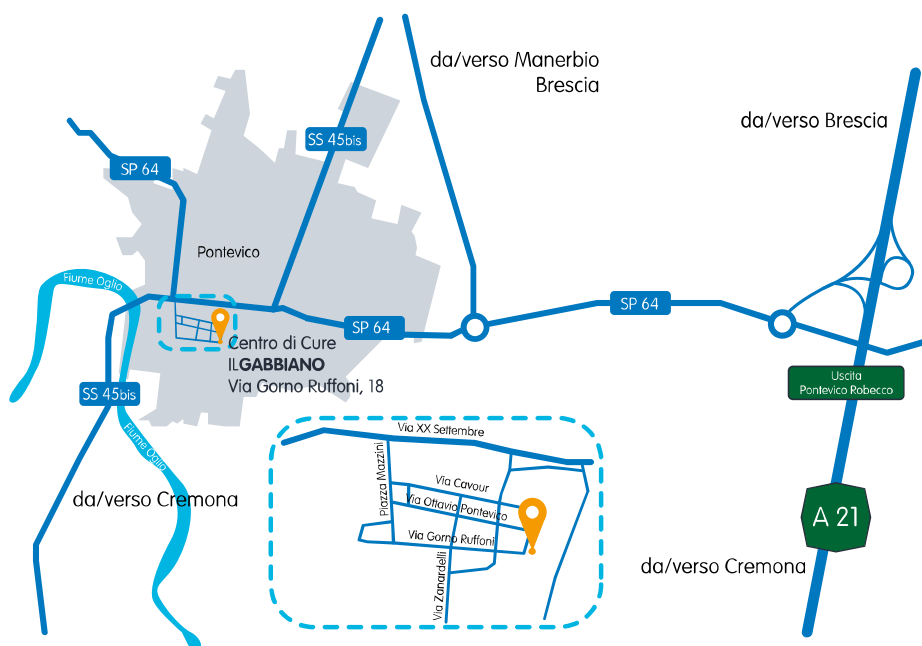 da/verso Manerbio
Brescia
da/verso Brescia
SS 45bis
SP 64
Pontevico
Fiume Oglio
SP 64
SP 64
Centro di Cure
ILGABBIANO
Via Gorno Ruffoni, 18
Uscita
Pontevico Robecco
SS 45bis
Fiume Oglio
da/verso Cremona
Via XX Settembre
Piazza Mazzini
Via Cavour
Via Ottavio Pontevico
Via Gorno Ruffoni
Via Zanardelli
A 21
da/verso Cremona